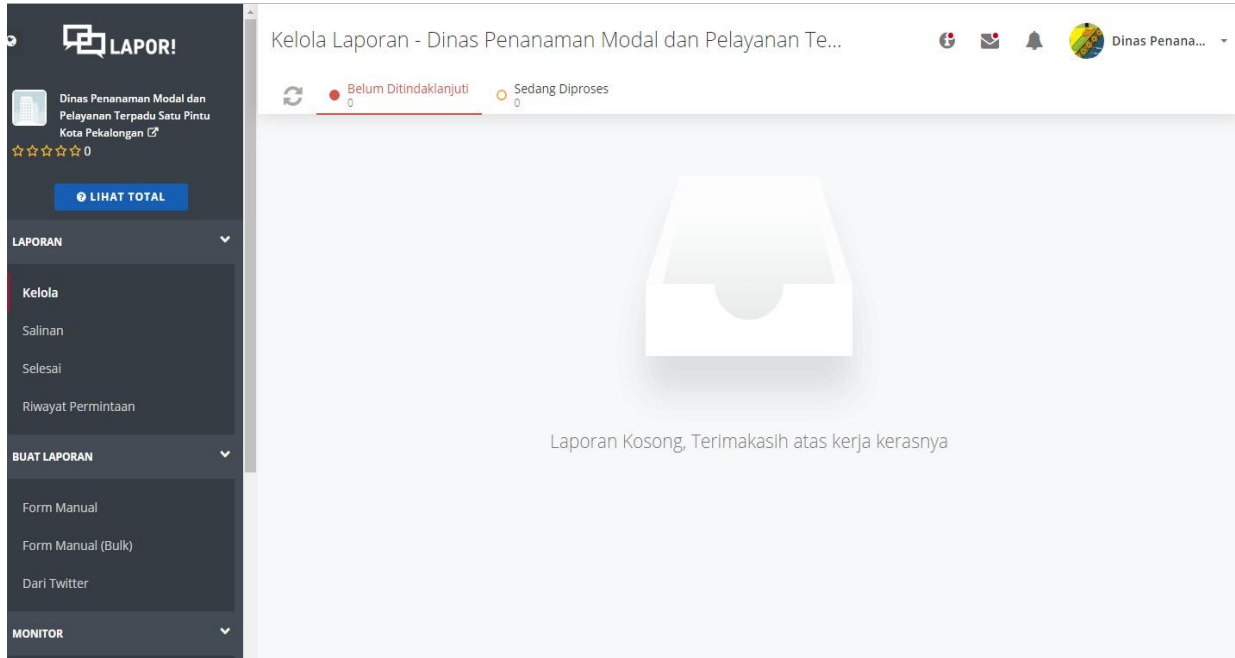 LAPOR!
Dinas Penanaman Modal dan
Pelayanan Terpadu Satu Pintu
Kota Pekalongan
0
LIHAT TOTAL
LAPORAN
Kelola
Salinan
Selesai
Riwayat Permintaan
BUAT LAPORAN
Form Manual
Form Manual (Bulk)
Dari Twitter
MONITOR
Kelola Laporan - Dinas Penanaman Modal dan Pelayanan Te...
Dinas Penana...
Belum Ditindaklanjuti
0
Sedang Diproses
0
Laporan Kosong, Terimakasih atas kerja kerasnya